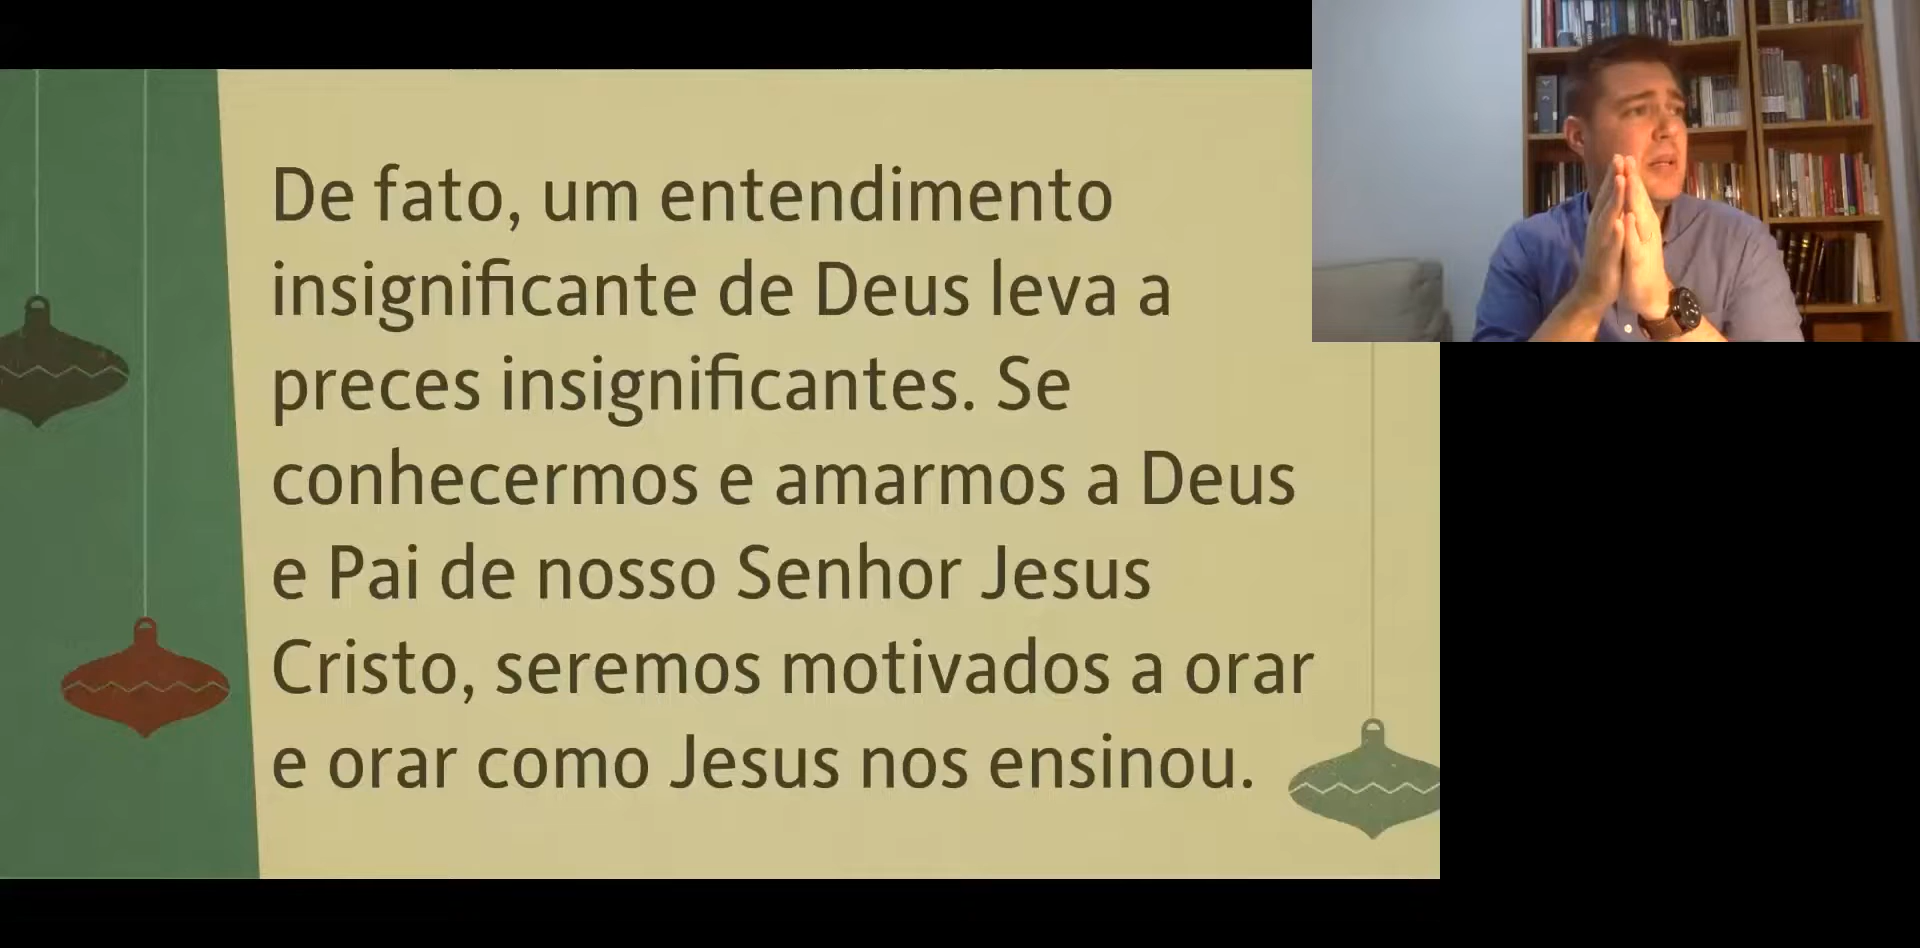 De fato, um entendimento
insignificante de Deus leva a
preces insignificantes. Se
conhecermos e amarmos a Deus
e Pai de nosso Senhor Jesus
Cristo, seremos motivados a orar
e orar como Jesus nos ensinou.